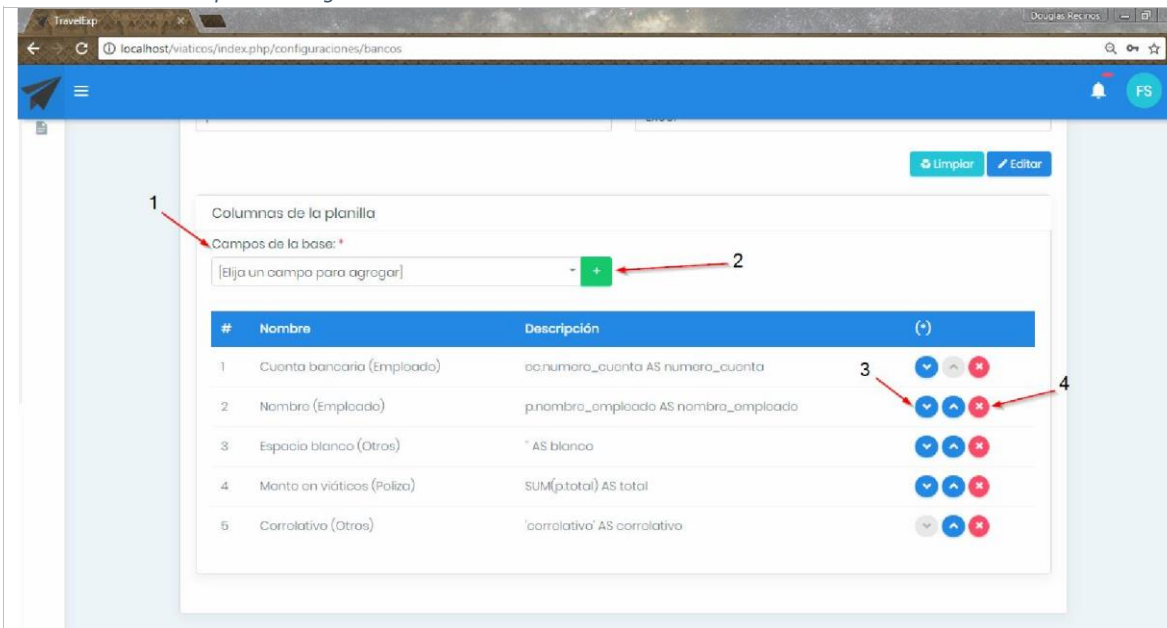 TravelExp
Douglas Recinos
localhost/viaticos/index.php/configuraciones/bancos
FS
Limpiar
Editar
1
Columnas de la planilla
Campos de la base: *
[Elija un campo para agregar]
+
2
# Nombre Descripción (*)
1 Cuenta bancaria (Empleado) ec.numero_cuenta AS numero_cuenta
3
4
2 Nombre (Empleado) p.nombre_empleado AS nombre_empleado
3 Espacio blanco (Otros) '' AS blanco
4 Monto en viáticos (Poliza) SUM(p.total) AS total
5 Correlativo (Otros) 'correlativo' AS correlativo